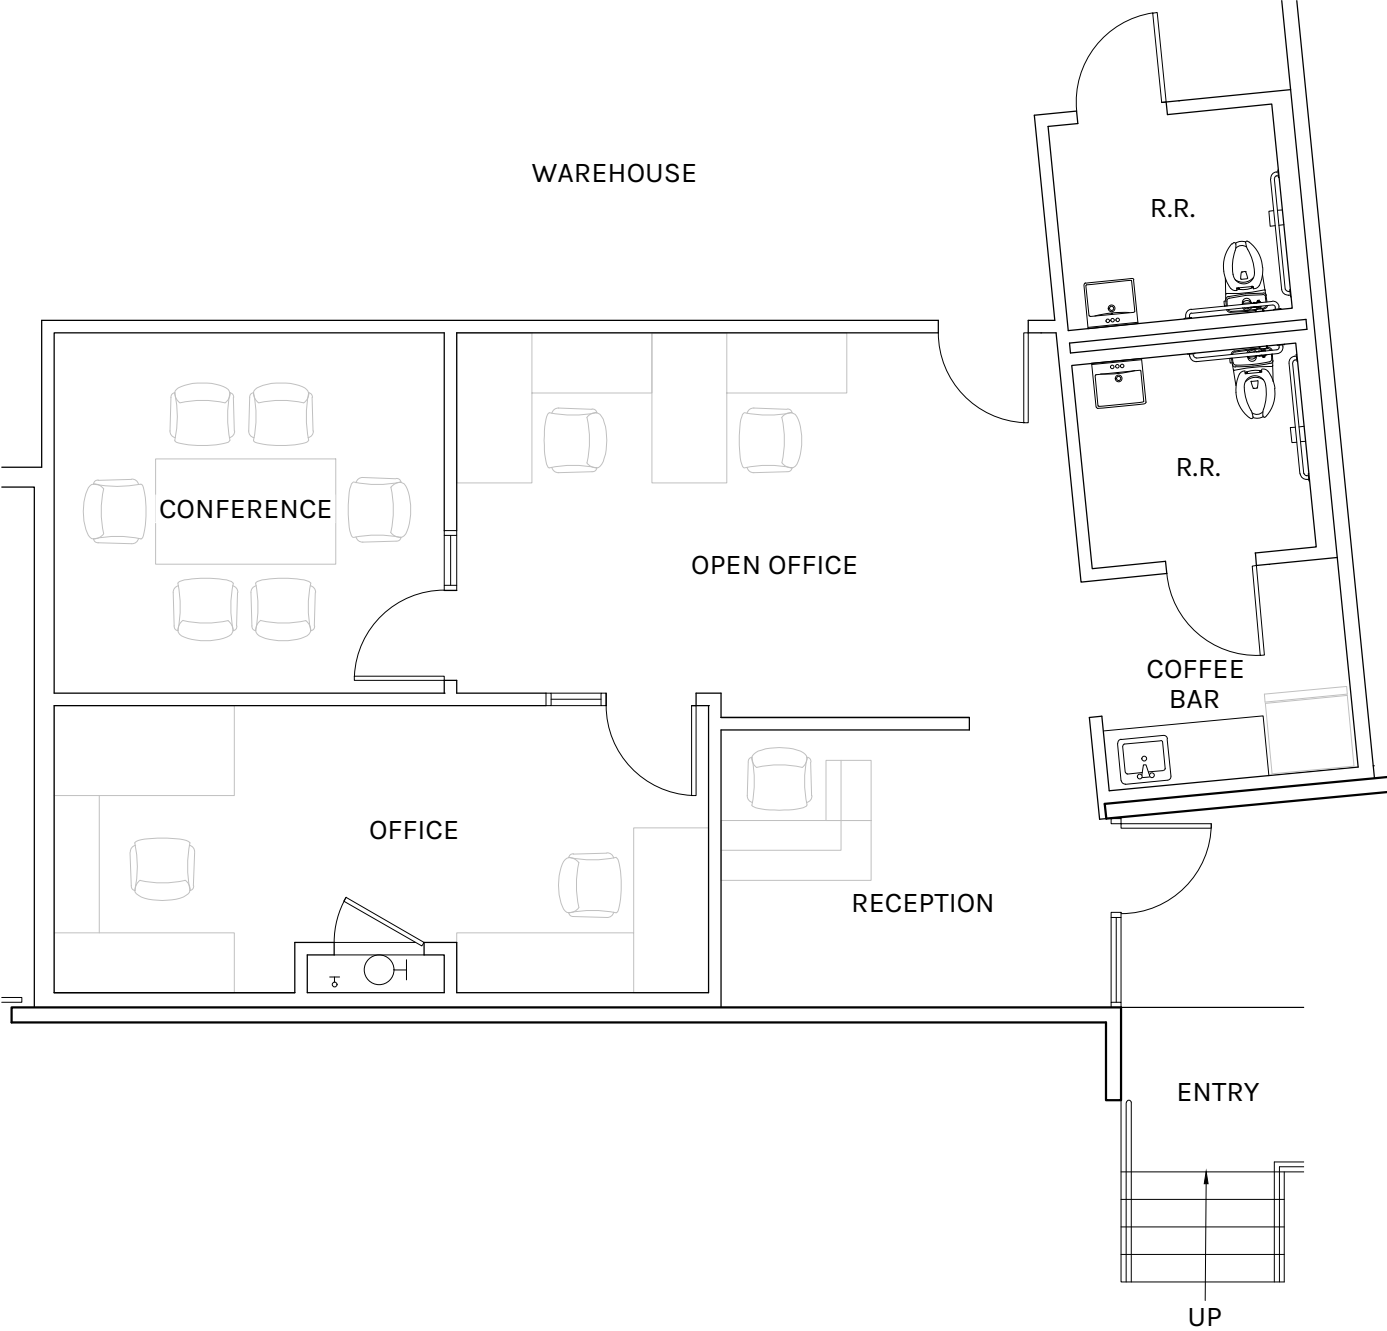 WAREHOUSE
R.R.
R.R.
CONFERENCE
OPEN OFFICE
COFFEE
BAR
OFFICE
RECEPTION
ENTRY
UP